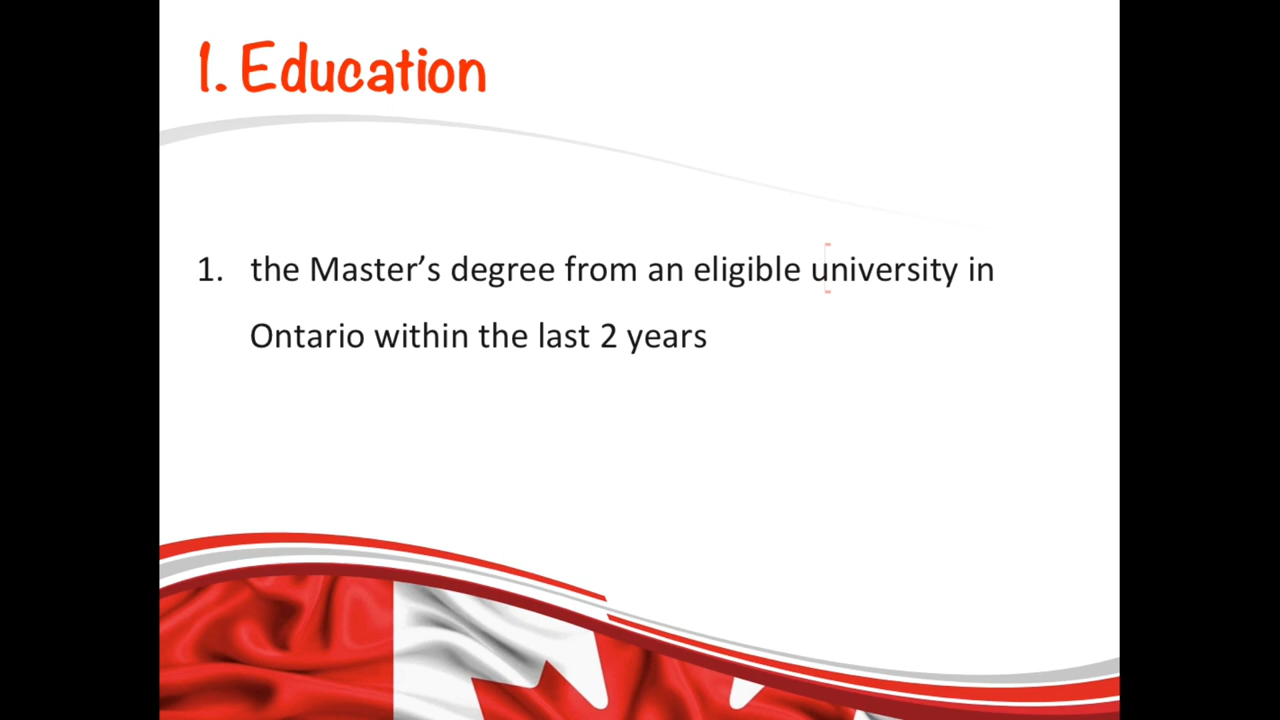 1. Education
1. the Master’s degree from an eligible university in
Ontario within the last 2 years